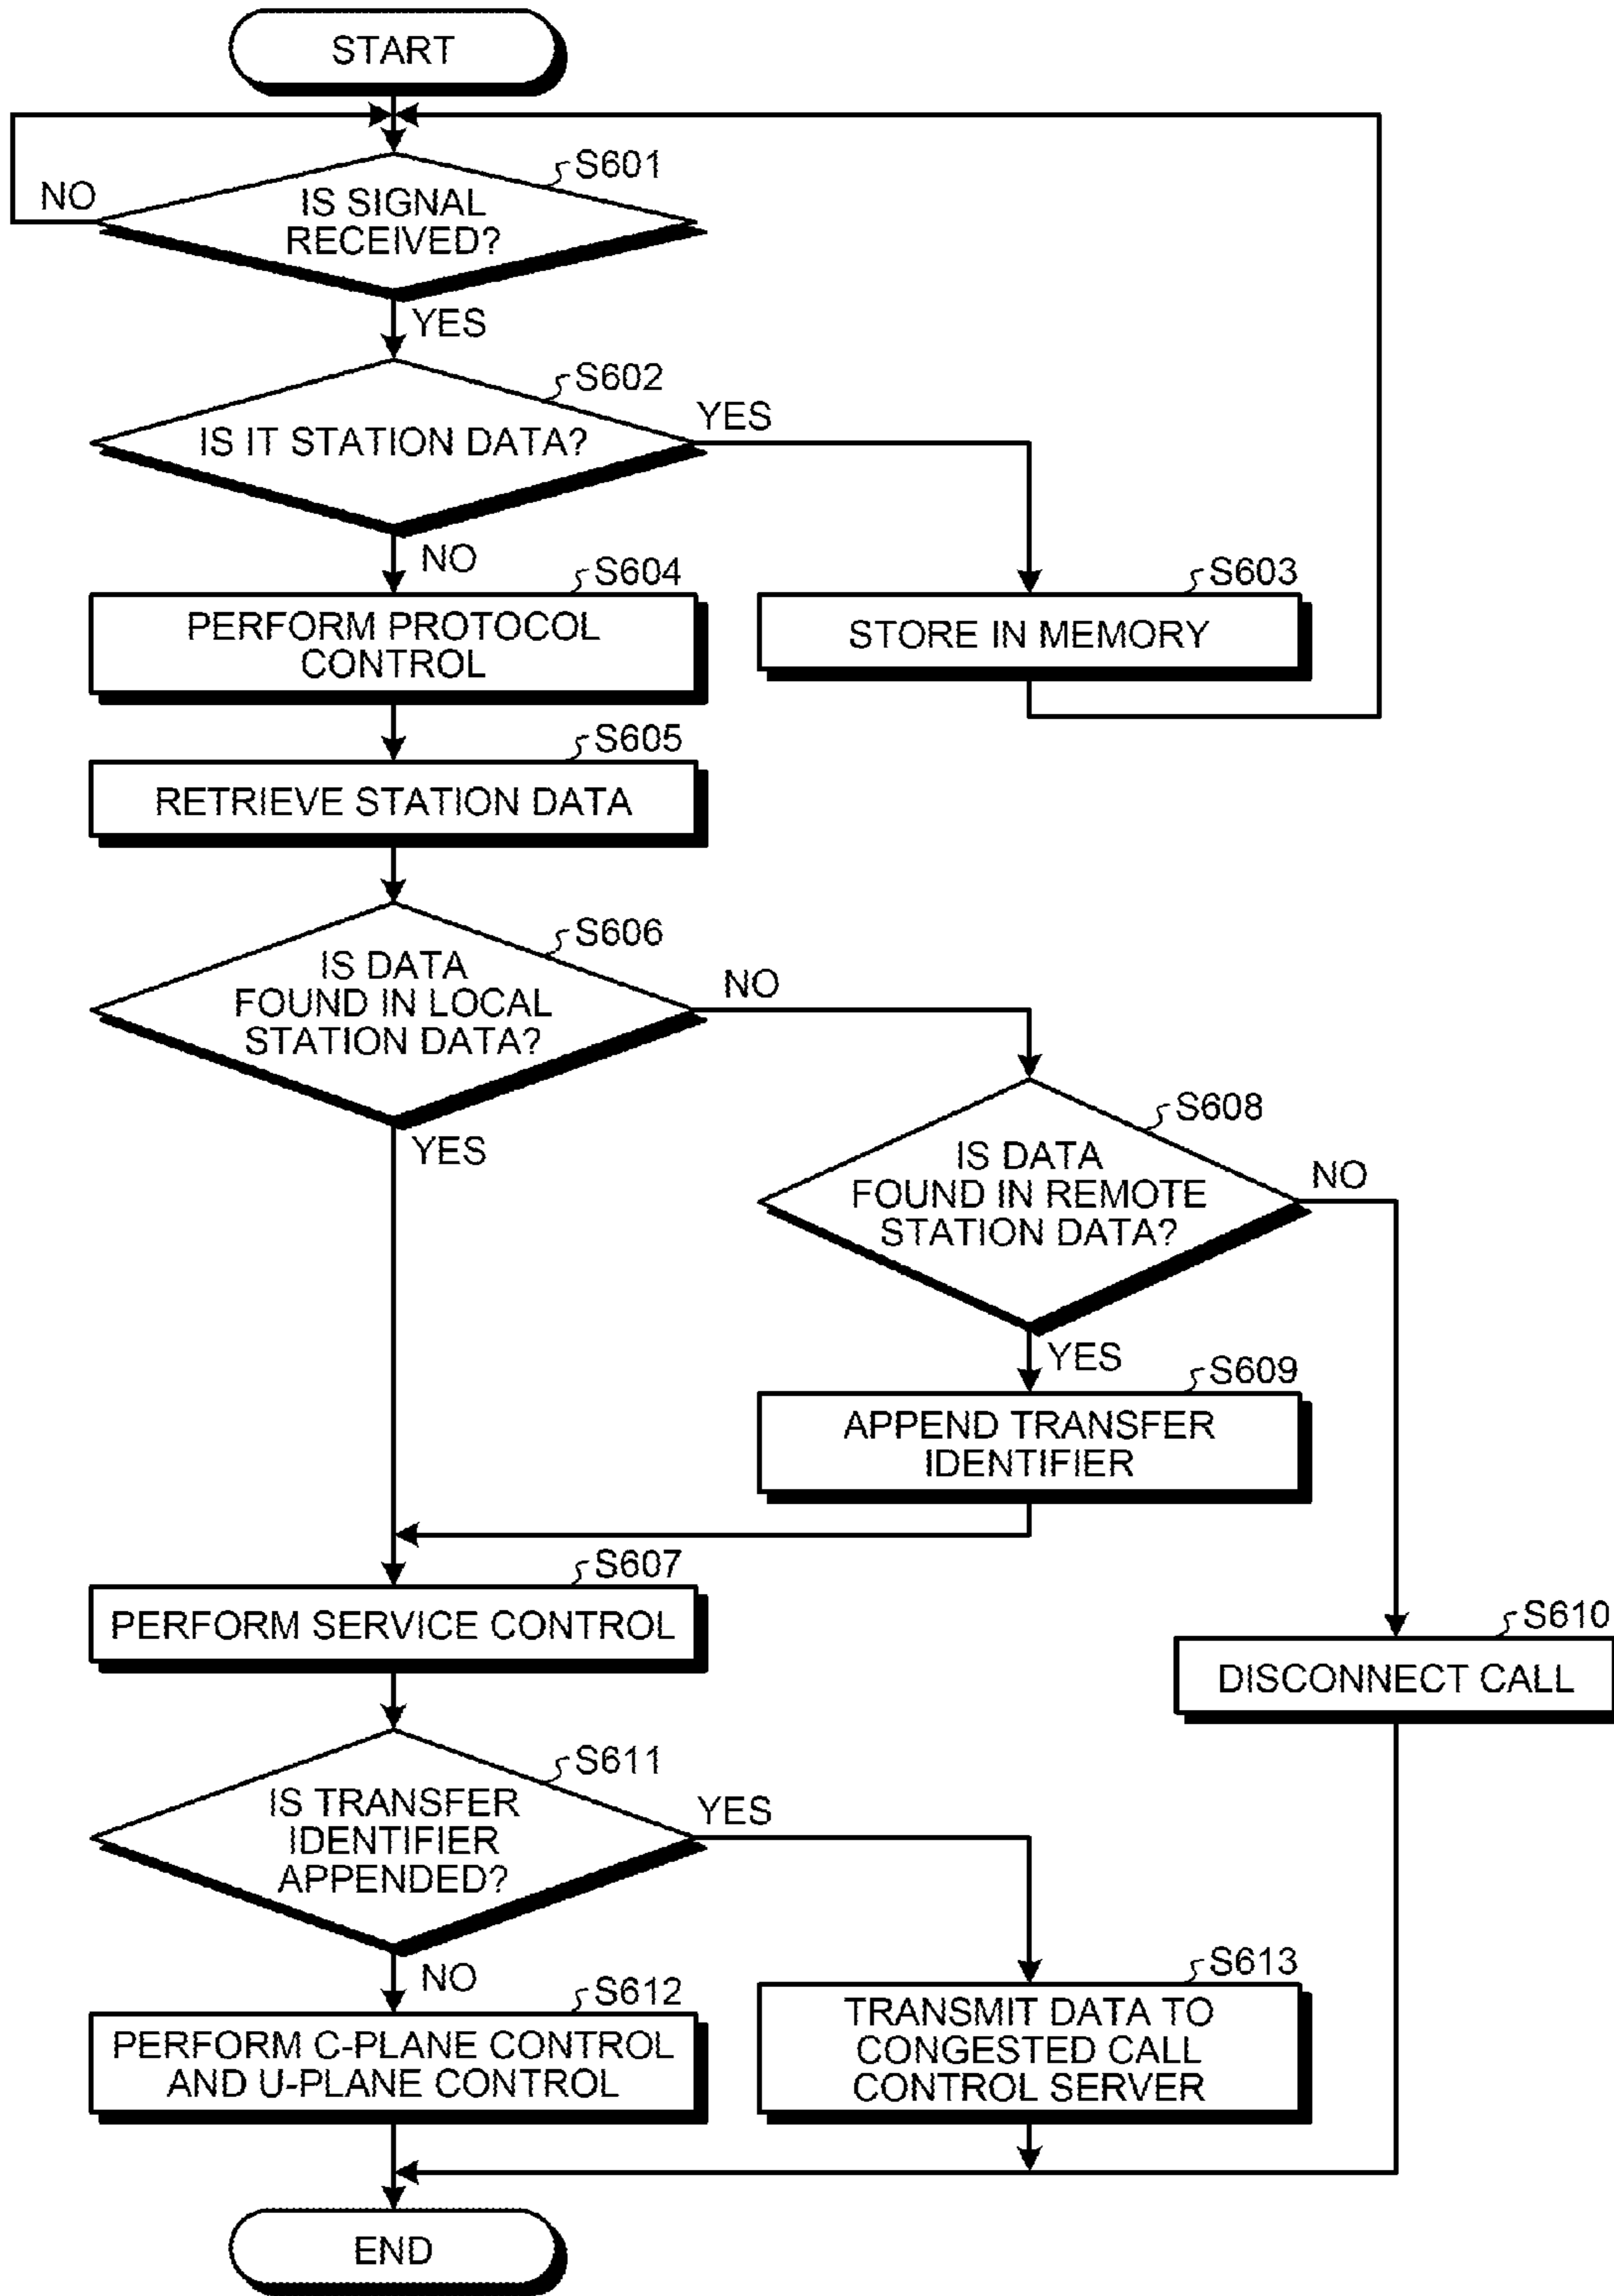 START
S601
NO
IS SIGNAL
RECEIVED?
YES
S602
YES
IS IT STATION DATA?
NO
S604
S603
PERFORM PROTOCOL
CONTROL
STORE IN MEMORY
S605
RETRIEVE STATION DATA
S606
IS DATA
FOUND IN LOCAL
STATION DATA?
NO
YES
S608
IS DATA
FOUND IN REMOTE
STATION DATA?
NO
YES
S609
APPEND TRANSFER
IDENTIFIER
S607
PERFORM SERVICE CONTROL
S610
DISCONNECT CALL
S611
IS TRANSFER
IDENTIFIER
APPENDED?
YES
NO
S612
PERFORM C-PLANE CONTROL
AND U-PLANE CONTROL
S613
TRANSMIT DATA TO
CONGESTED CALL
CONTROL SERVER
END